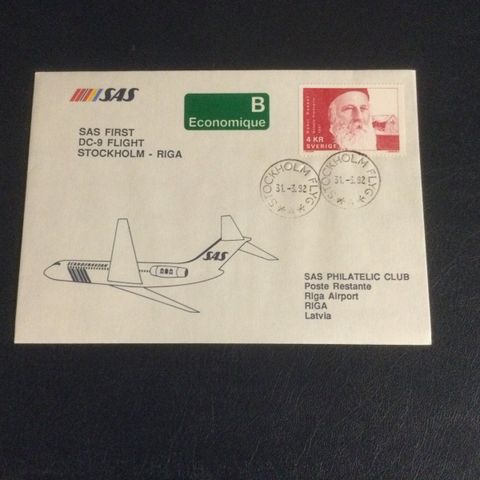 SAS
SAS FIRST
DC-9 FLIGHT
STOCKHOLM - RIGA
B
Economique
4 KR
SVERIGE
STOCKHOLM FLYG
31.-3.92
STOCKHOLM FLYG
31.-3.92
SCANDINAVIAN
SAS
SAS PHILATELIC CLUB
Poste Restante
Riga Airport
RIGA
Latvia